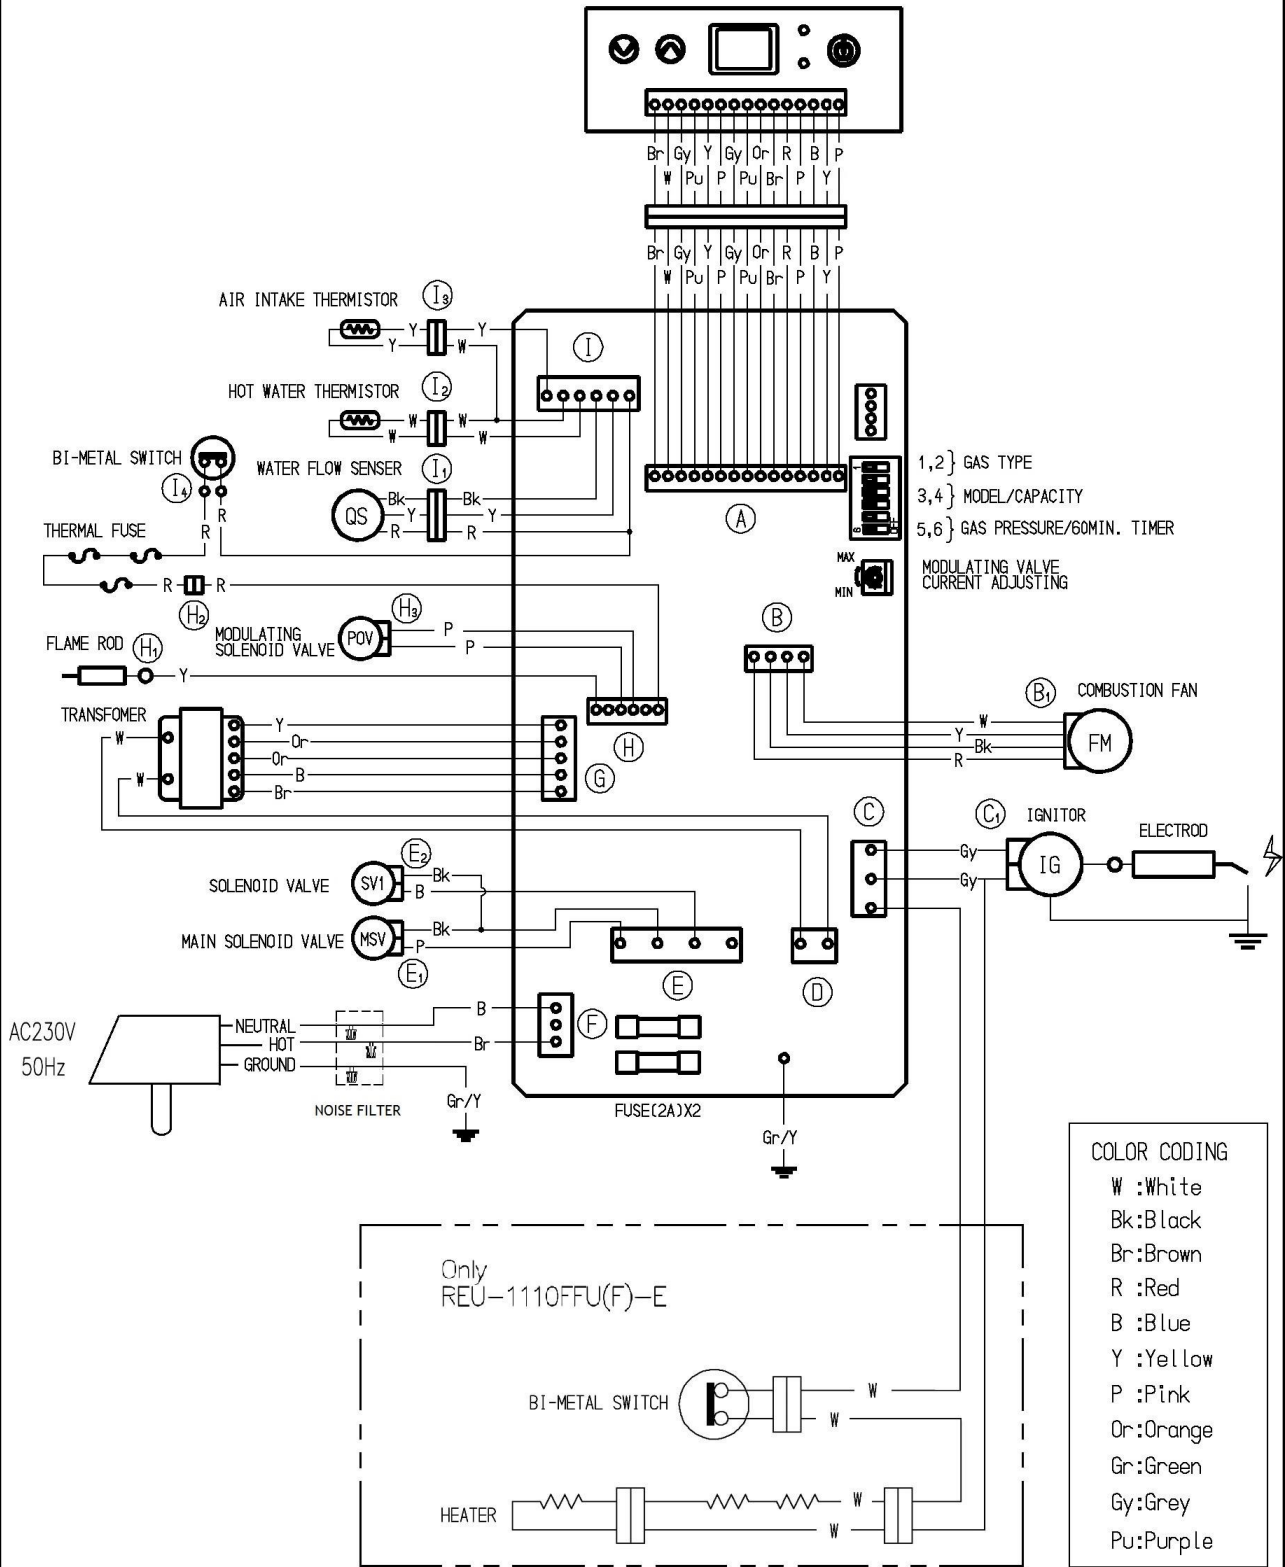 Br Gy Y Gy Or R B P
W Pu P Pu Br P Y
Br Gy Y Gy Or R B P
W Pu P Pu Br P Y
AIR INTAKE THERMISTOR
I3
Y Y
Y W
I
HOT WATER THERMISTOR
I2
W W
W W
BI-METAL SWITCH
I4
WATER FLOW SENSER
I1
QS
Bk Bk
Y Y
R R
R
R
THERMAL FUSE
R R
H2
A
1
6
OFF
1,2} GAS TYPE
3,4} MODEL/CAPACITY
5,6} GAS PRESSURE/60MIN. TIMER
MAX
MIN
MODULATING VALVE
CURRENT ADJUSTING
H3
MODULATING
SOLENOID VALVE
POV
P
P
B
FLAME ROD
H1
Y
B1
COMBUSTION FAN
W
Y
Bk
R
FM
TRANSFOMER
W
W
Y
Or
Or
B
Br
H
G
C
C1
IGNITOR
ELECTROD
Gy
Gy
IG
E2
SOLENOID VALVE
SV1
Bk
B
MAIN SOLENOID VALVE
MSV
Bk
P
E1
E
D
AC230V
50Hz
NEUTRAL
HOT
GROUND
B
Br
F
NOISE FILTER
Gr/Y
FUSE(2A)X2
Gr/Y
COLOR CODING
W :White
Bk:Black
Br:Brown
R :Red
B :Blue
Y :Yellow
P :Pink
Or:Orange
Gr:Green
Gy:Grey
Pu:Purple
Only
REU-1110FFU(F)-E
BI-METAL SWITCH
W
W
HEATER
W
W